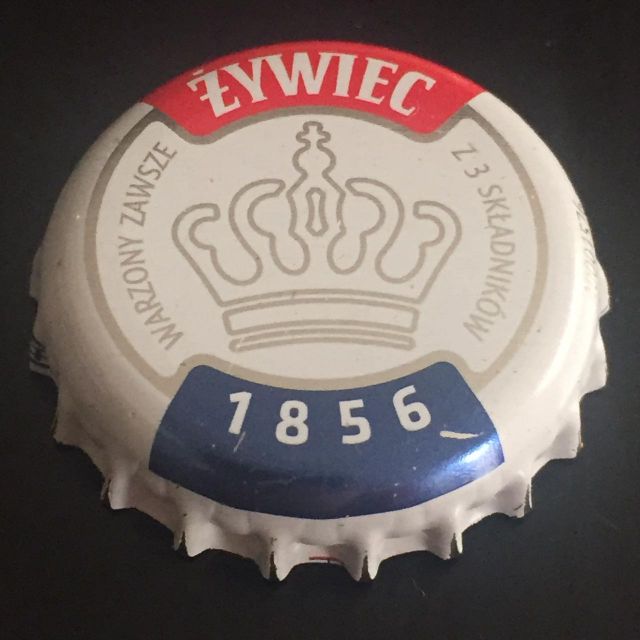 ŻYWIEC
WARZONY ZAWSZE
Z 3 SKŁADNIKÓW
1856